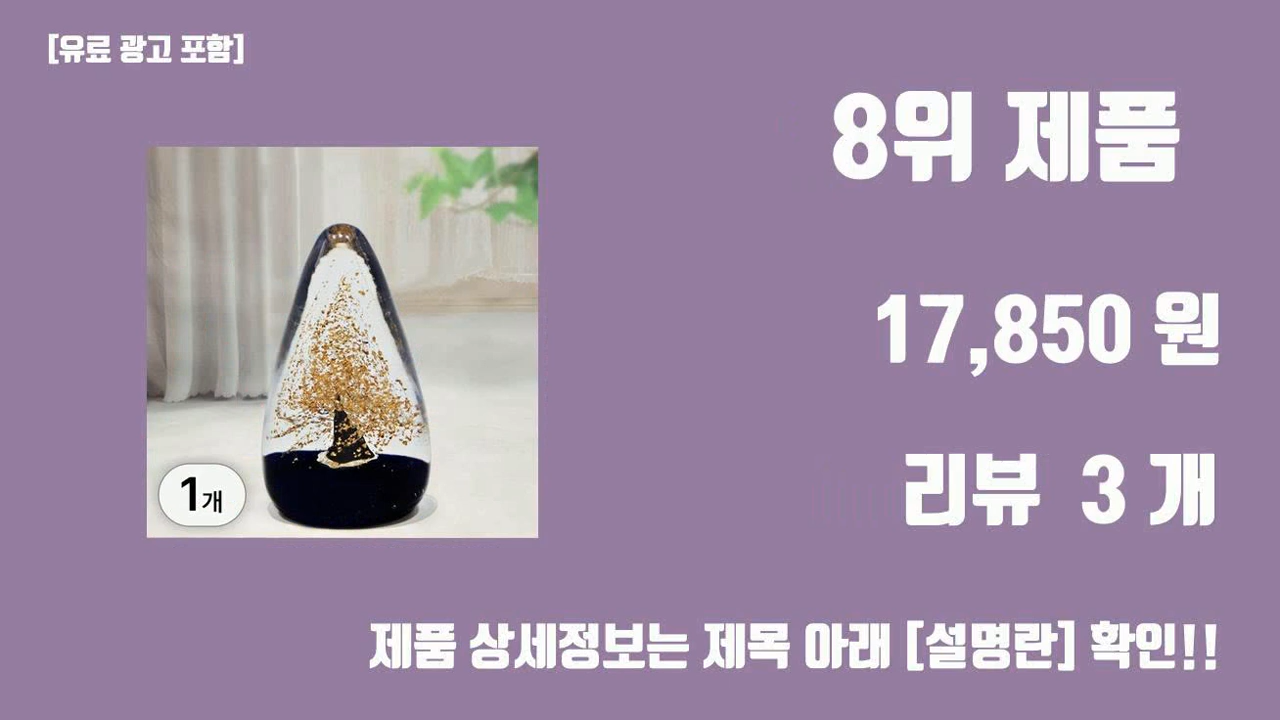 [유료 광고 포함]
8위 제품
17,850 원
리뷰 3 개
1개
제품 상세정보는 제목 아래 [설명란] 확인!!